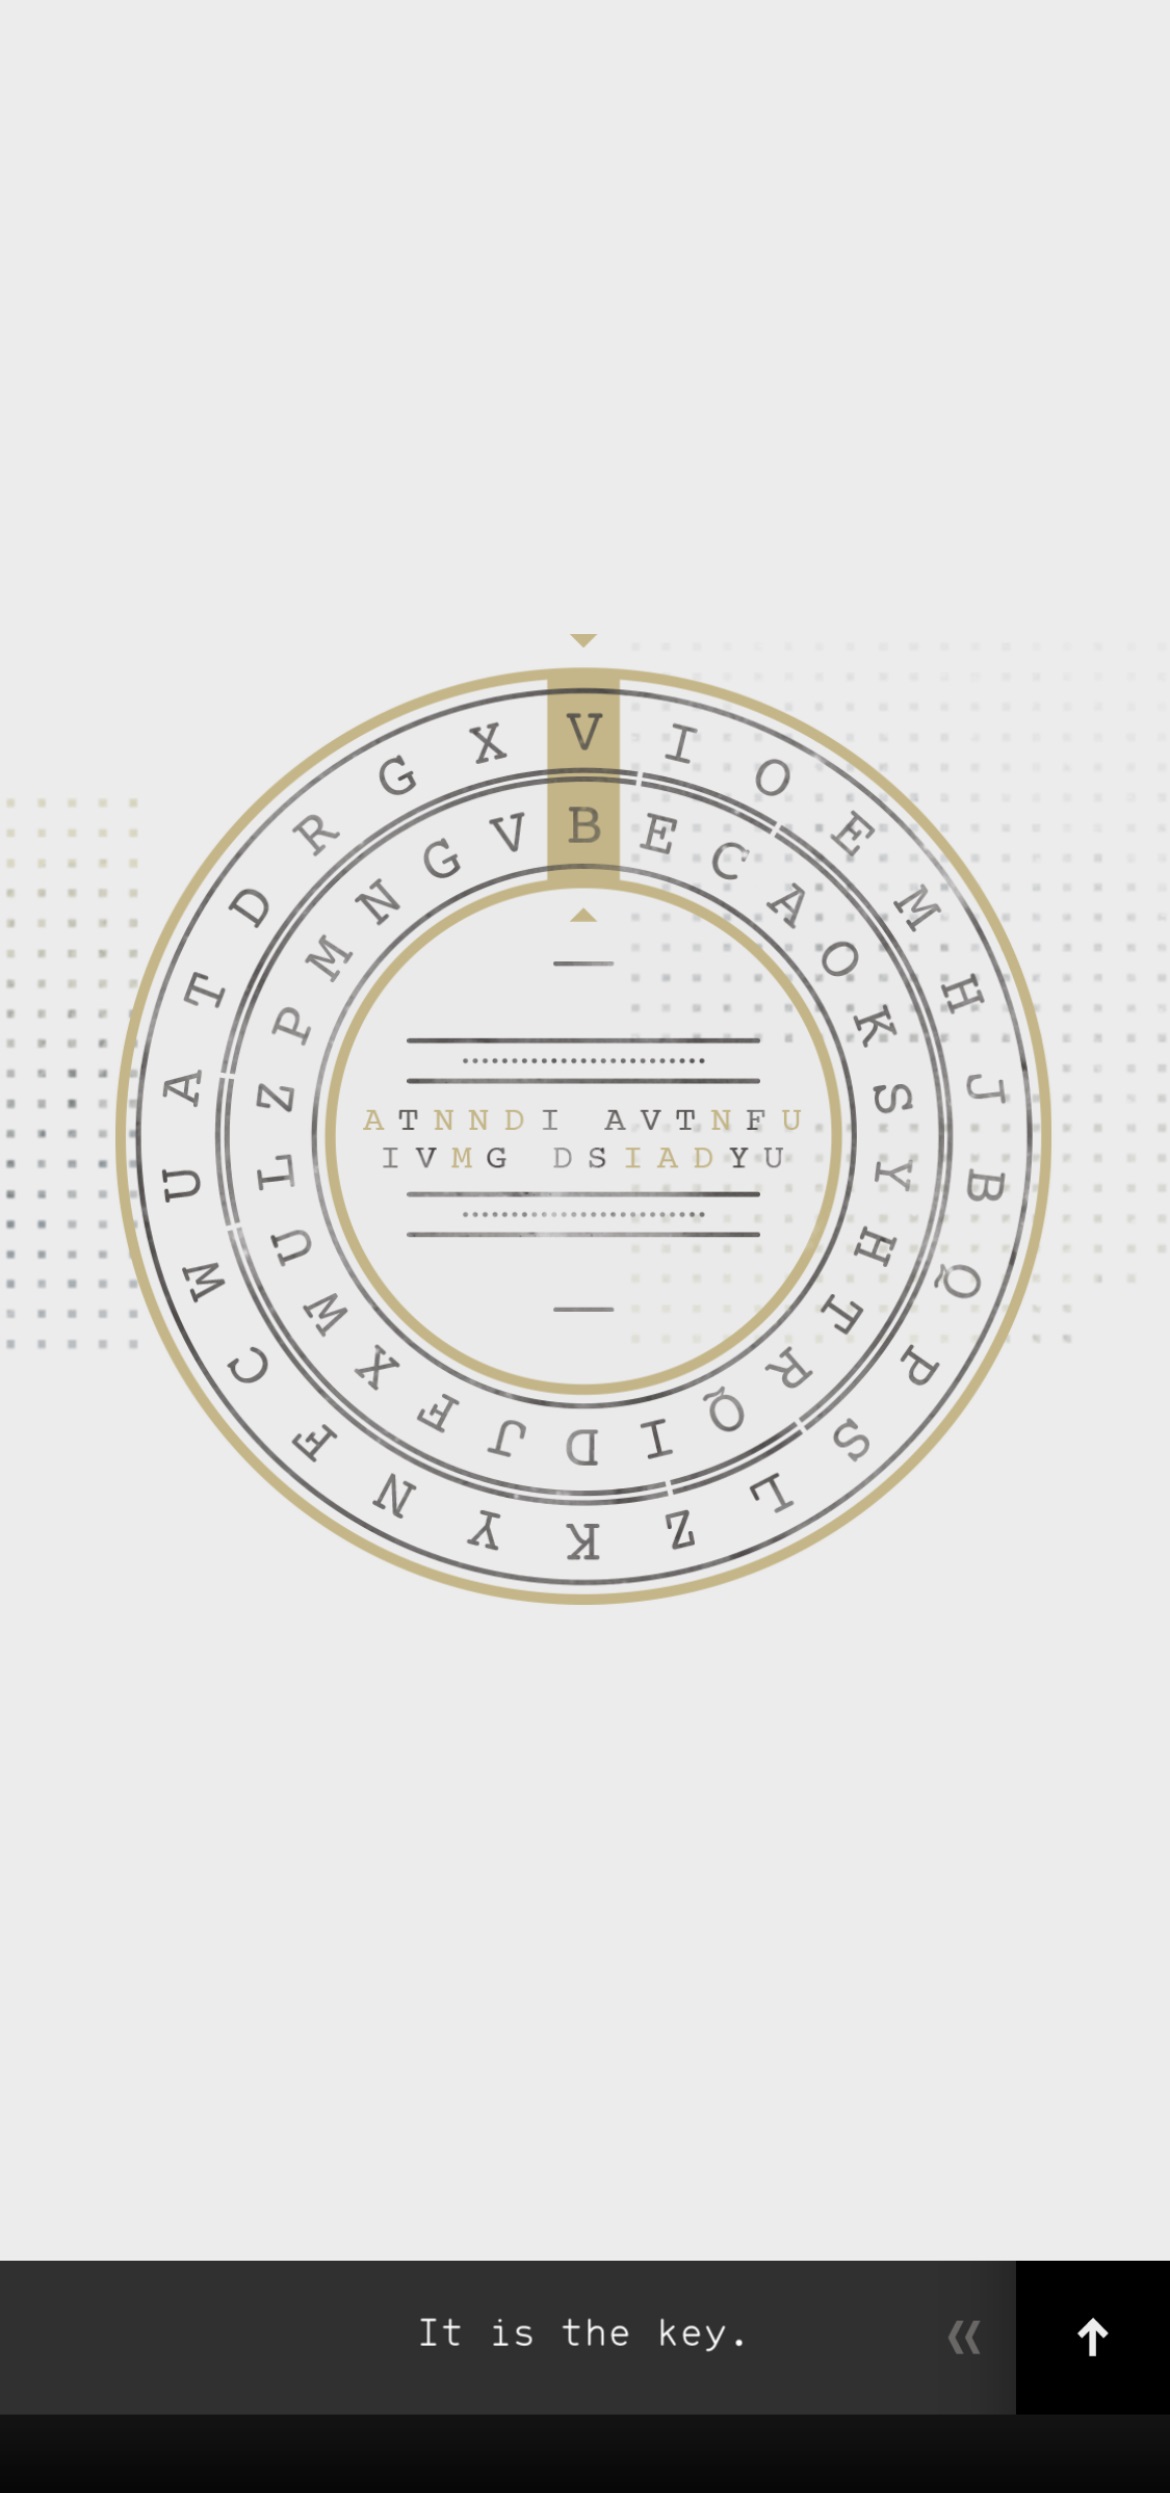 V I O E M H J B Q P S L Z K Y N F C W U A T D R G X
B E C A O K S Y H T R Q I D J F X W U L Z P M N G V
ATNNDI AVTNFU
IVMG DSIADYU
It is the key.